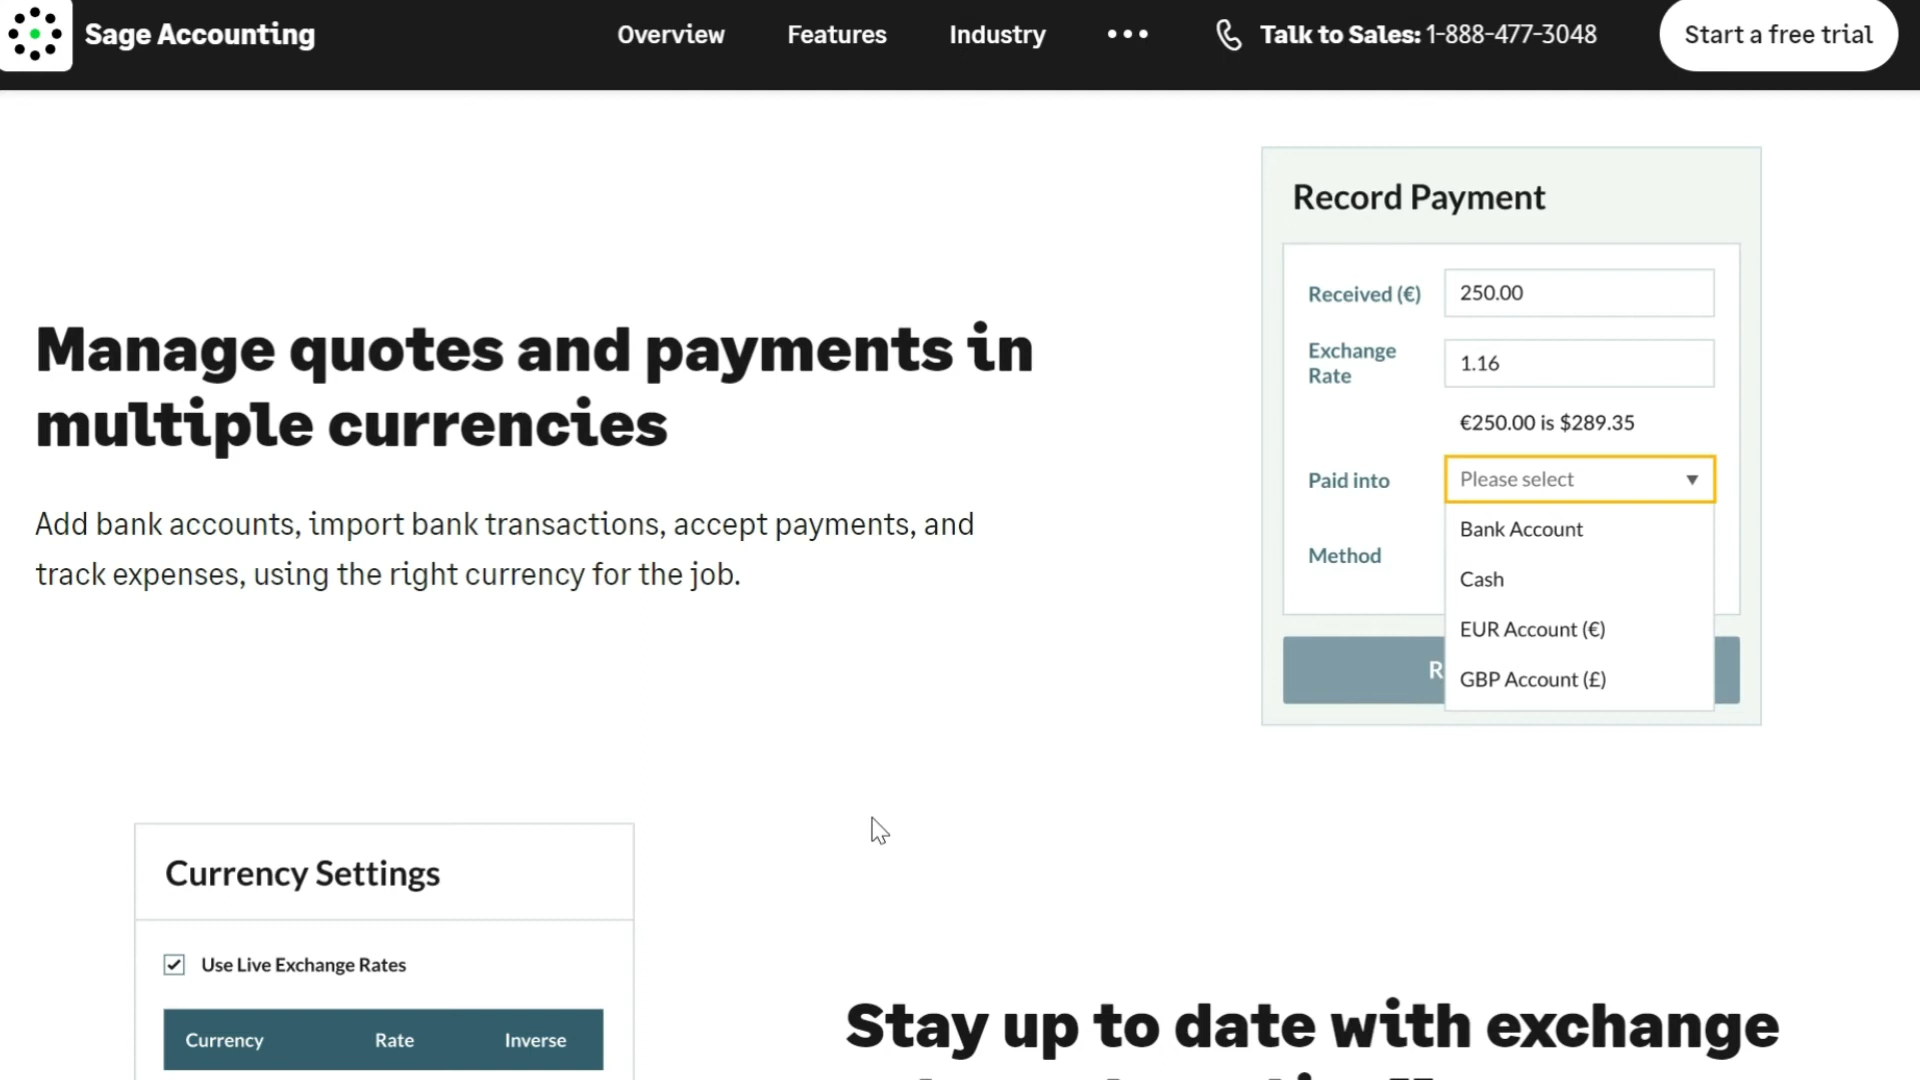 Sage Accounting
Overview
Features
Industry
Talk to Sales: 1-888-477-3048
Start a free trial
Manage quotes and payments in
multiple currencies
Add bank accounts, import bank transactions, accept payments, and
track expenses, using the right currency for the job.
Record Payment
Received (€)
250.00
Exchange
Rate
1.16
€250.00 is $289.35
Paid into
Please select
Bank Account
Method
Cash
EUR Account (€)
GBP Account (£)
Currency Settings
Use Live Exchange Rates
Currency
Rate
Inverse
Stay up to date with exchange